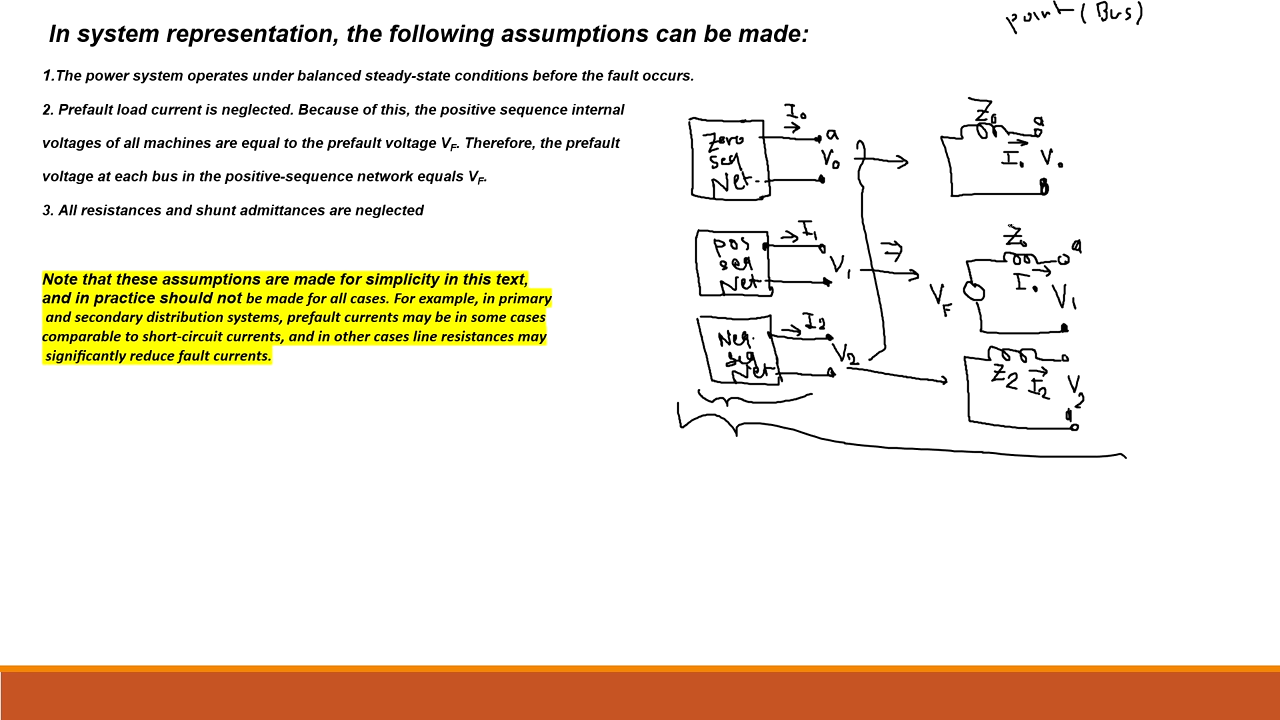 point (Bus)
In system representation, the following assumptions can be made:
1.The power system operates under balanced steady-state conditions before the fault occurs.
2. Prefault load current is neglected. Because of this, the positive sequence internal
voltages of all machines are equal to the prefault voltage VF. Therefore, the prefault
voltage at each bus in the positive-sequence network equals VF.
3. All resistances and shunt admittances are neglected
Note that these assumptions are made for simplicity in this text,
and in practice should not be made for all cases. For example, in primary
and secondary distribution systems, prefault currents may be in some cases
comparable to short-circuit currents, and in other cases line resistances may
significantly reduce fault currents.
I0
Zero
seq
Net.
a
V0
Z0
a
I0 V0
pos
seq
Net
I1
V1
Z0
a
VF
I0
V1
Neg.
seq
Net
I2
V2
Z2 I2 V2